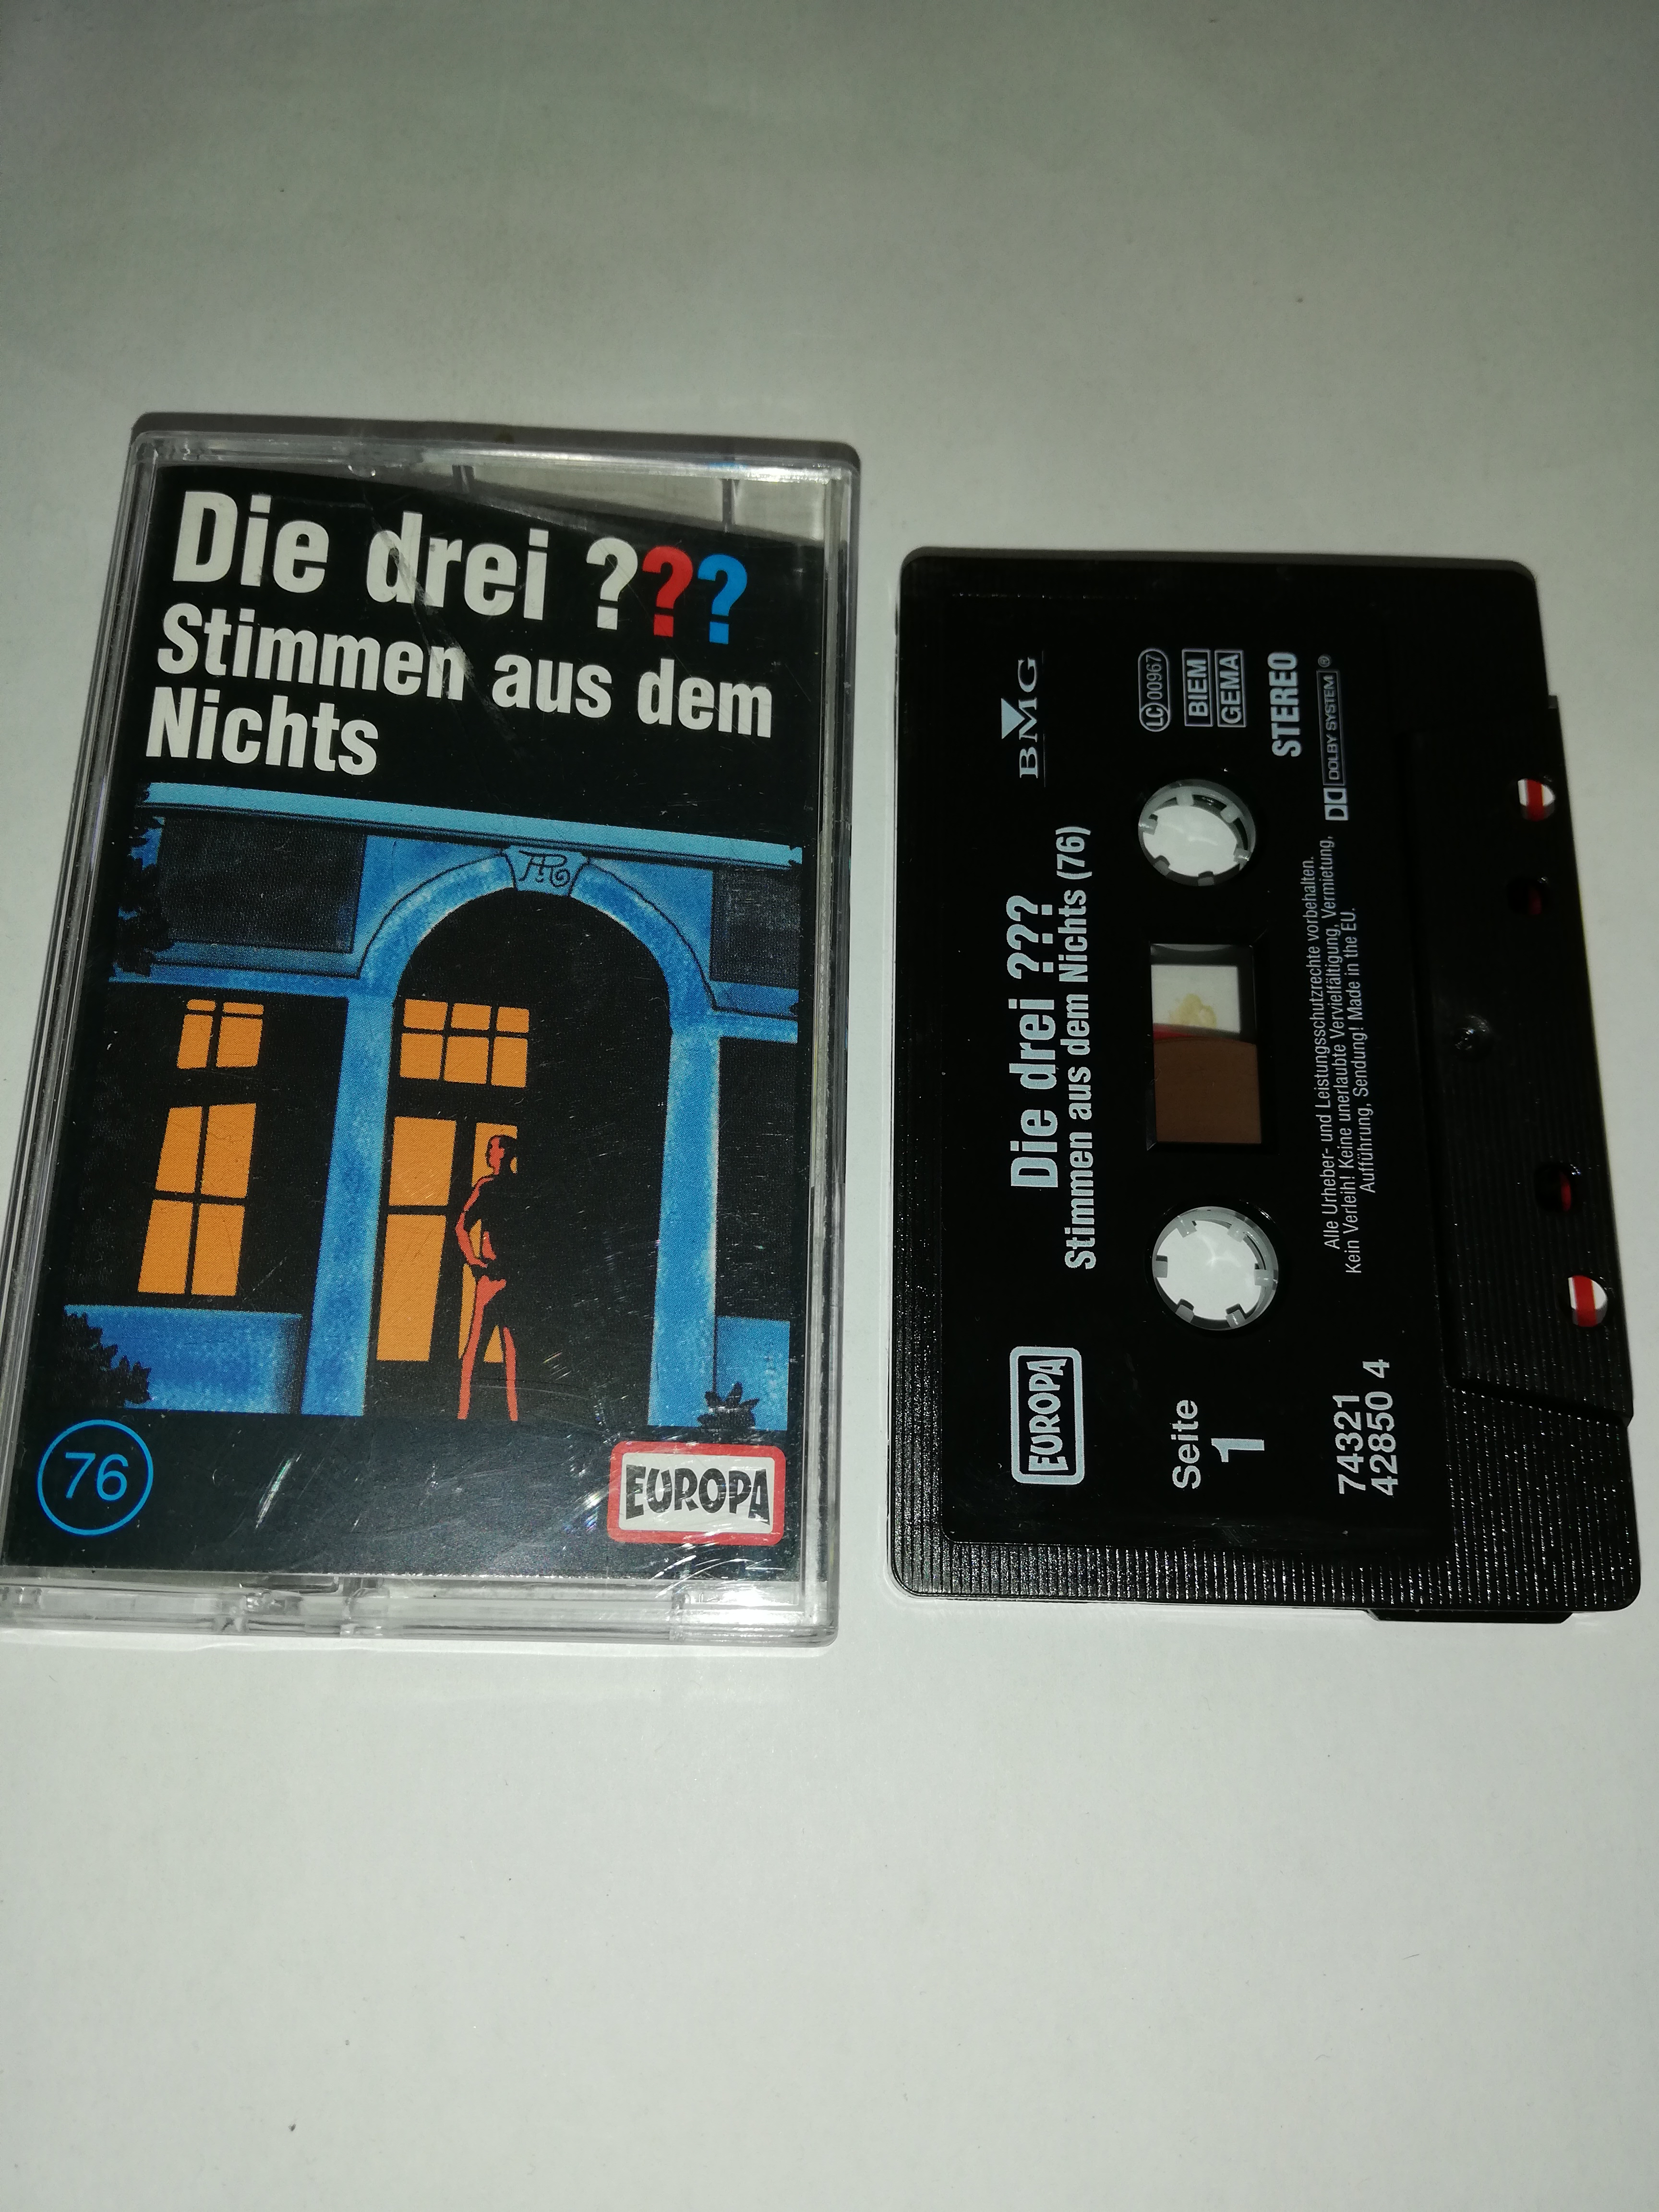 Die drei ???
Stimmen aus dem
Nichts
76
EUROPA
EUROPA
Die drei ???
Stimmen aus dem Nichts (76)
BMG
Seite
1
LC 00967
BIEM
GEMA
STEREO
DOLBY SYSTEM ®
74321
42850 4
Alle Urheber- und Leistungsschutzrechte vorbehalten.
Kein Verleih! Keine unerlaubte Vervielfältigung, Vermietung,
Aufführung, Sendung! Made in the EU.